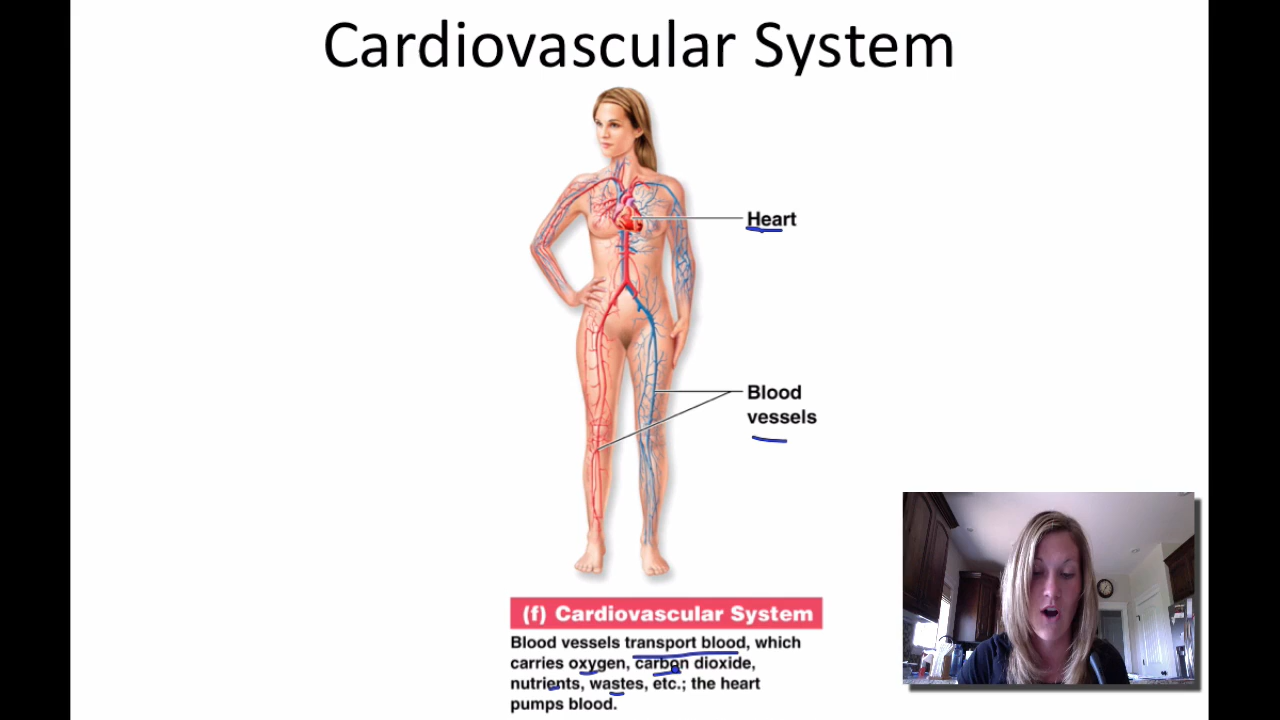 Cardiovascular System
Heart
Blood
vessels
(f) Cardiovascular System
Blood vessels transport blood, which
carries oxygen, carbon dioxide,
nutrients, wastes, etc.; the heart
pumps blood.